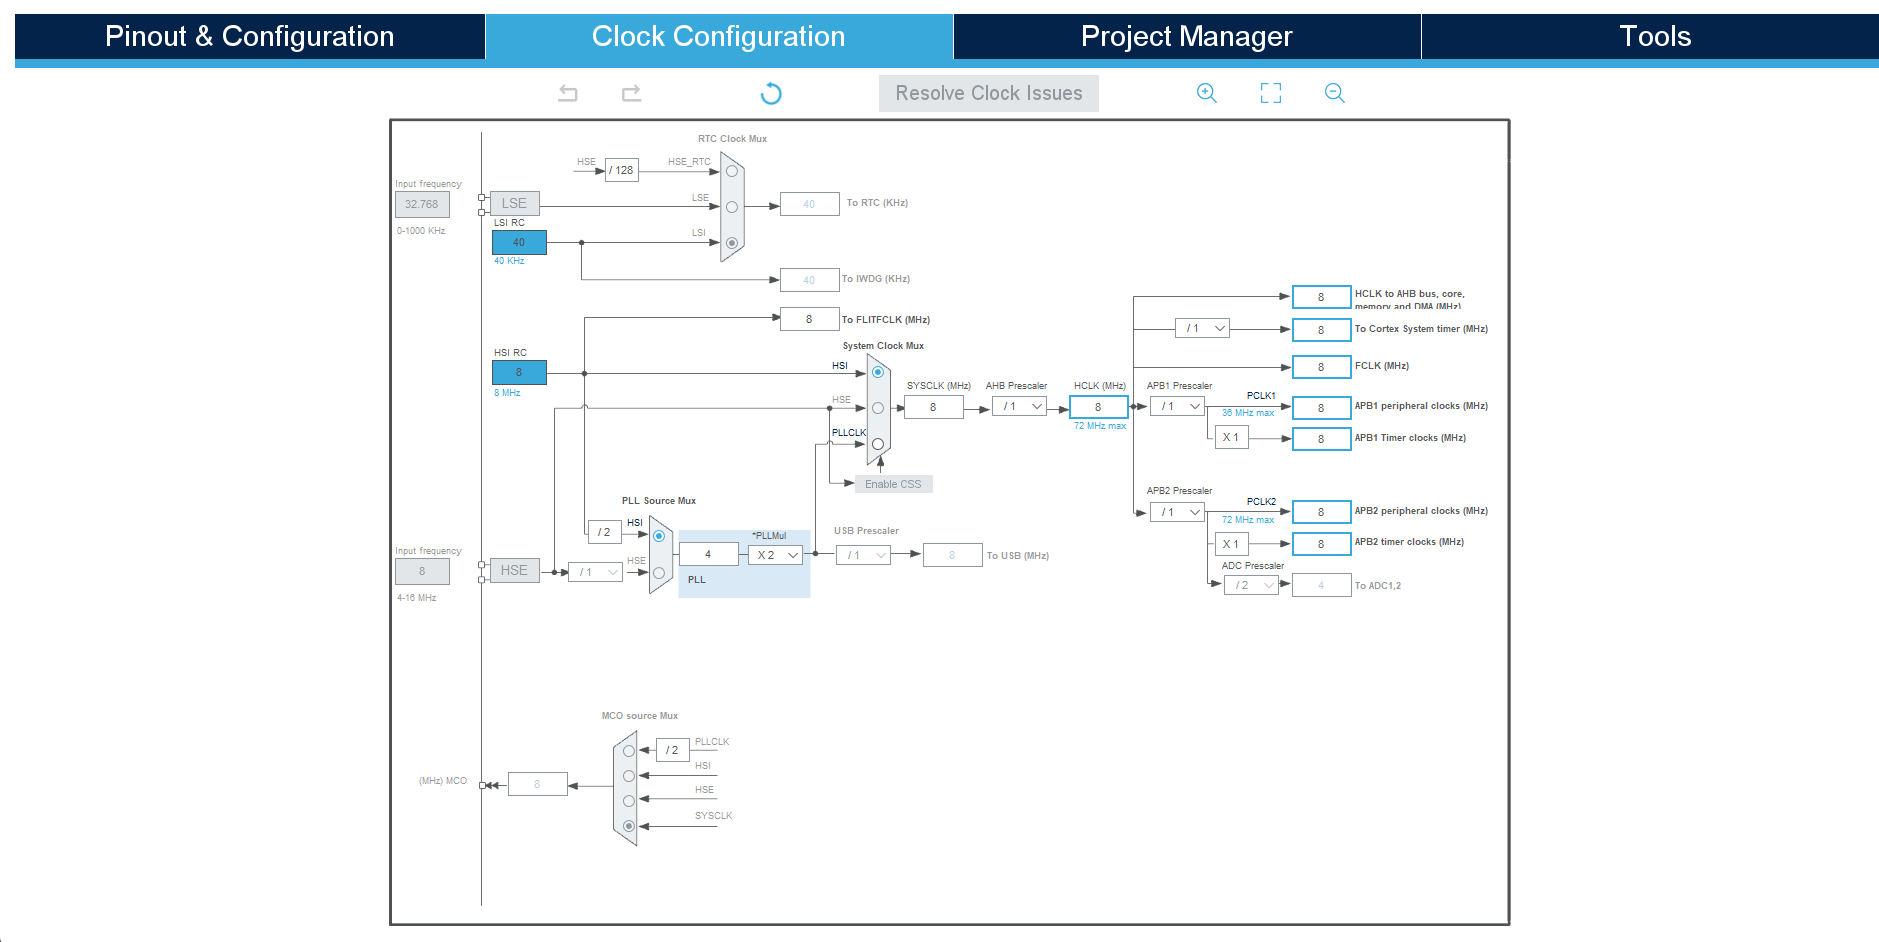 Pinout & Configuration
Clock Configuration
Project Manager
Tools
Resolve Clock Issues
RTC Clock Mux
HSE
/ 128
HSE_RTC
Input frequency
32.768
0-1000 KHz
LSE
LSE
40
To RTC (KHz)
LSI RC
40
40 KHz
LSI
40
To IWDG (KHz)
8
To FLITFCLK (MHz)
HSI RC
8
8 MHz
System Clock Mux
HSI
HSE
PLLCLK
Enable CSS
SYSCLK (MHz)
8
AHB Prescaler
/ 1
HCLK (MHz)
8
72 MHz max
8
HCLK to AHB bus, core,
memory and DMA (MHz)
/ 1
8
To Cortex System timer (MHz)
8
FCLK (MHz)
APB1 Prescaler
/ 1
PCLK1
36 MHz max
8
APB1 peripheral clocks (MHz)
X 1
8
APB1 Timer clocks (MHz)
APB2 Prescaler
/ 1
PCLK2
72 MHz max
8
APB2 peripheral clocks (MHz)
X 1
8
APB2 timer clocks (MHz)
ADC Prescaler
/ 2
4
To ADC1,2
PLL Source Mux
/ 2
HSI
HSE
4
*PLLMul
X 2
PLL
USB Prescaler
/ 1
8
To USB (MHz)
Input frequency
8
4-16 MHz
HSE
/ 1
MCO source Mux
/ 2
PLLCLK
HSI
HSE
SYSCLK
(MHz) MCO
8